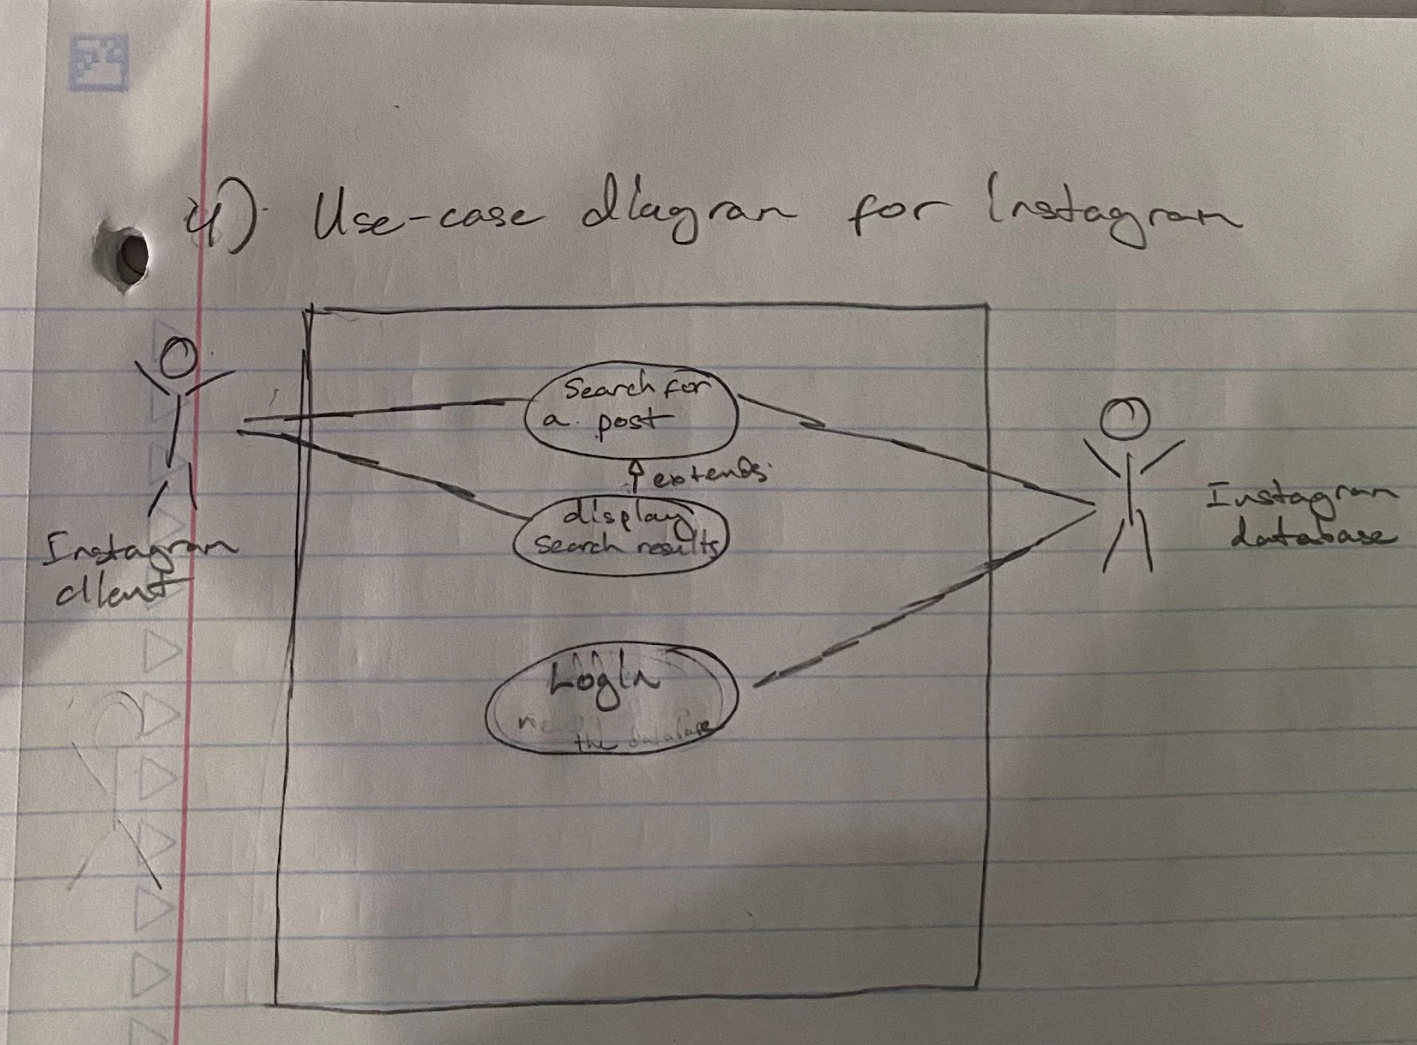 4). Use-case diagram for Instagram
Search for
a post
extends
display
search results
Instagram
client
Instagram
database
LogIn
the database